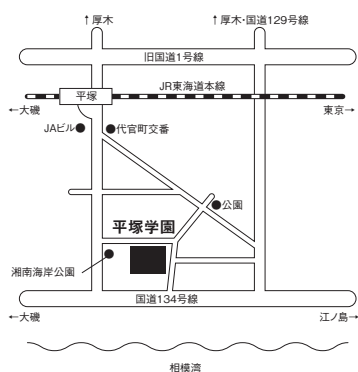 ↑厚木
↑厚木・国道129号線
旧国道1号線
JR東海道本線
平塚
←大磯
東京→
JAビル
代官町交番
公園
平塚学園
湘南海岸公園
国道134号線
←大磯
江ノ島→
相模湾